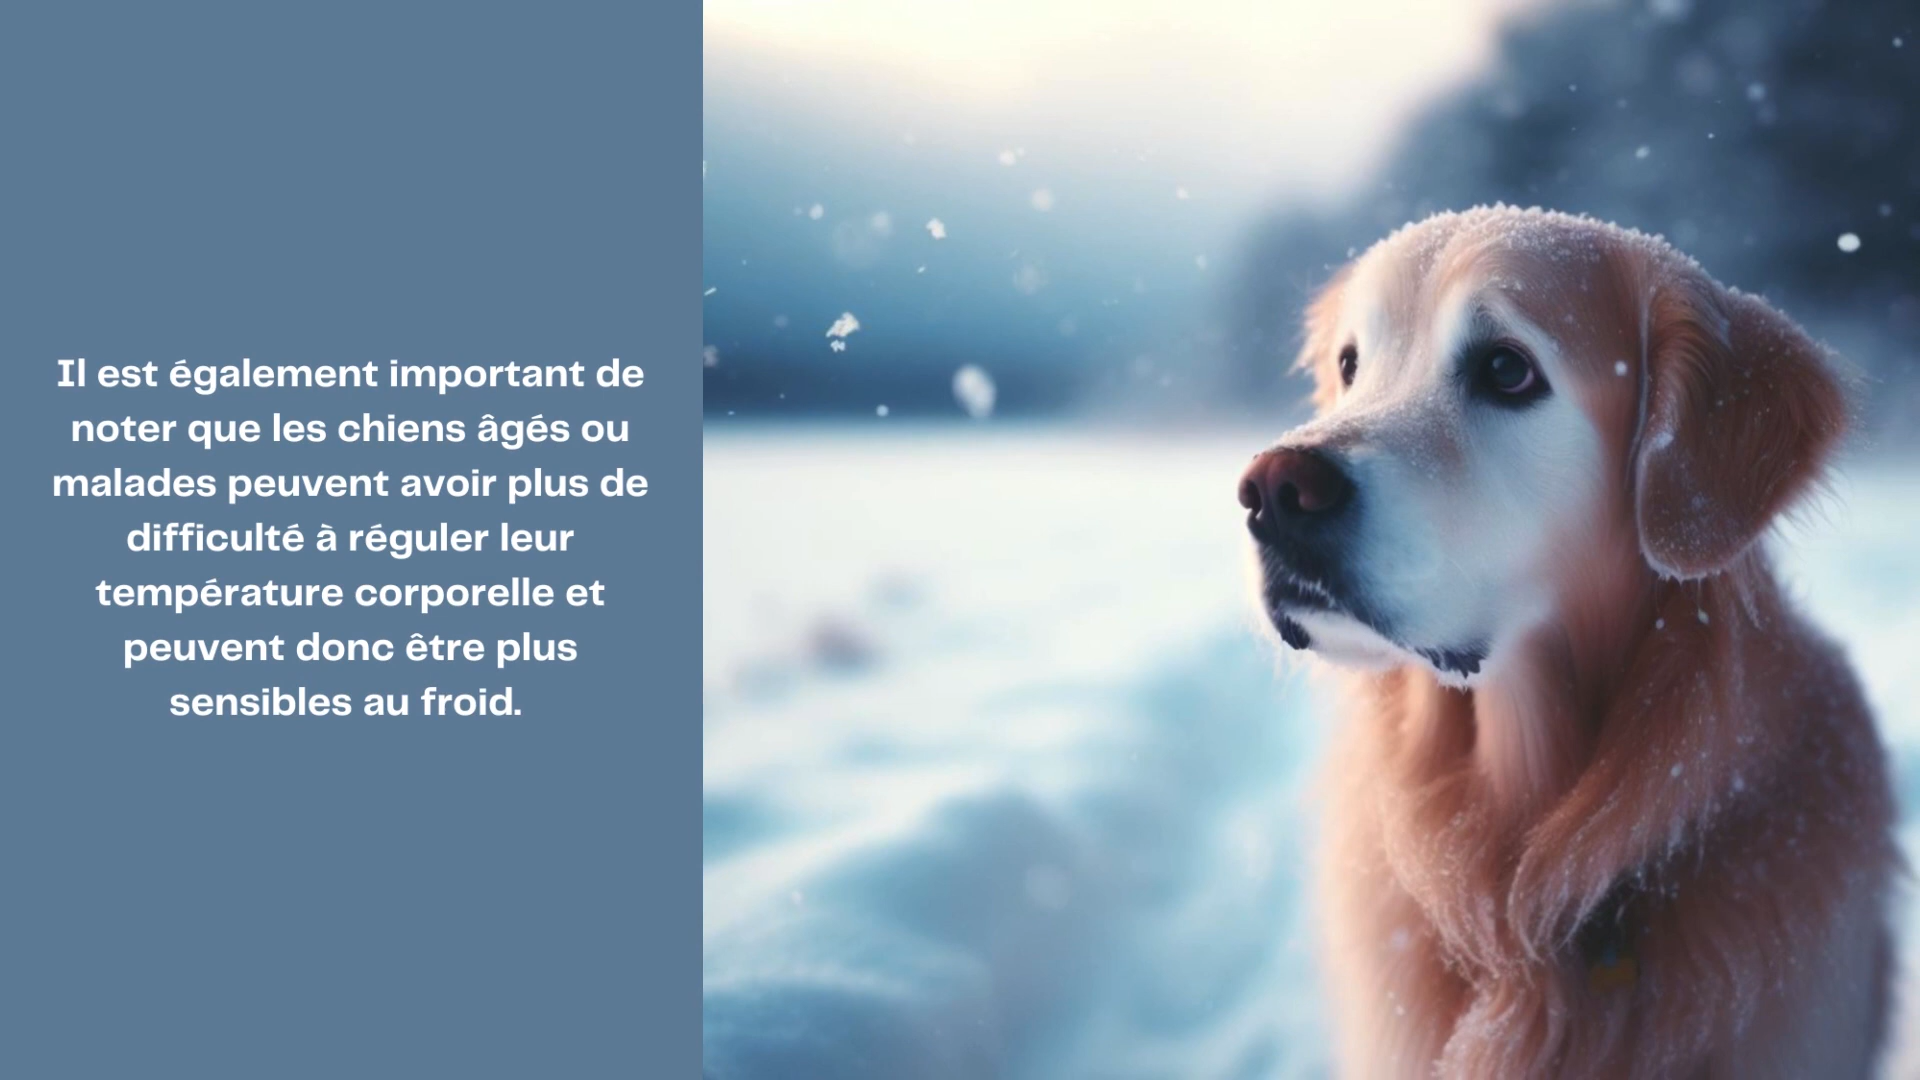 Il est également important de
noter que les chiens âgés ou
malades peuvent avoir plus de
difficulté à réguler leur
température corporelle et
peuvent donc être plus
sensibles au froid.